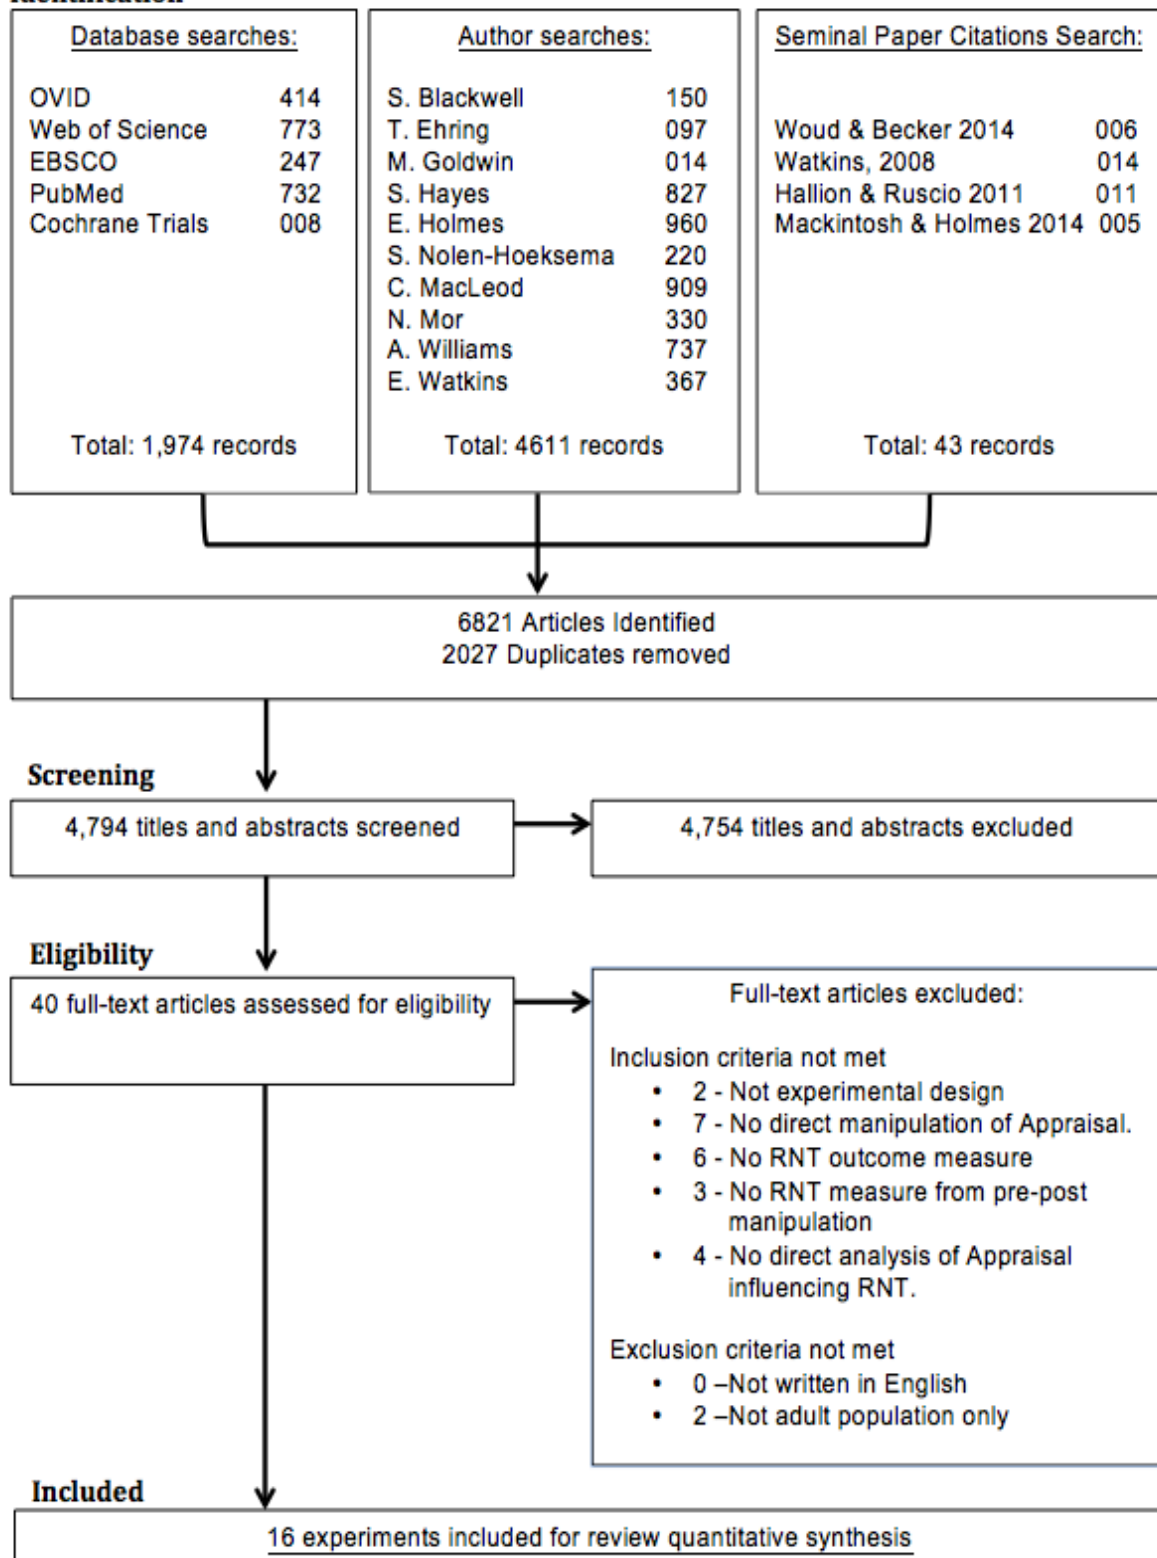 Identification
Database searches:
OVID 414
Web of Science 773
EBSCO 247
PubMed 732
Cochrane Trials 008
Total: 1,974 records
Author searches:
S. Blackwell 150
T. Ehring 097
M. Goldwin 014
S. Hayes 827
E. Holmes 960
S. Nolen-Hoeksema 220
C. MacLeod 909
N. Mor 330
A. Williams 737
E. Watkins 367
Total: 4611 records
Seminal Paper Citations Search:
Woud & Becker 2014 006
Watkins, 2008 014
Hallion & Ruscio 2011 011
Mackintosh & Holmes 2014 005
Total: 43 records
6821 Articles Identified
2027 Duplicates removed
Screening
4,794 titles and abstracts screened
4,754 titles and abstracts excluded
Eligibility
40 full-text articles assessed for eligibility
Full-text articles excluded:
Inclusion criteria not met
• 2 - Not experimental design
• 7 - No direct manipulation of Appraisal.
• 6 - No RNT outcome measure
• 3 - No RNT measure from pre-post
manipulation
• 4 - No direct analysis of Appraisal
influencing RNT.
Exclusion criteria not met
• 0 –Not written in English
• 2 –Not adult population only
Included
16 experiments included for review quantitative synthesis